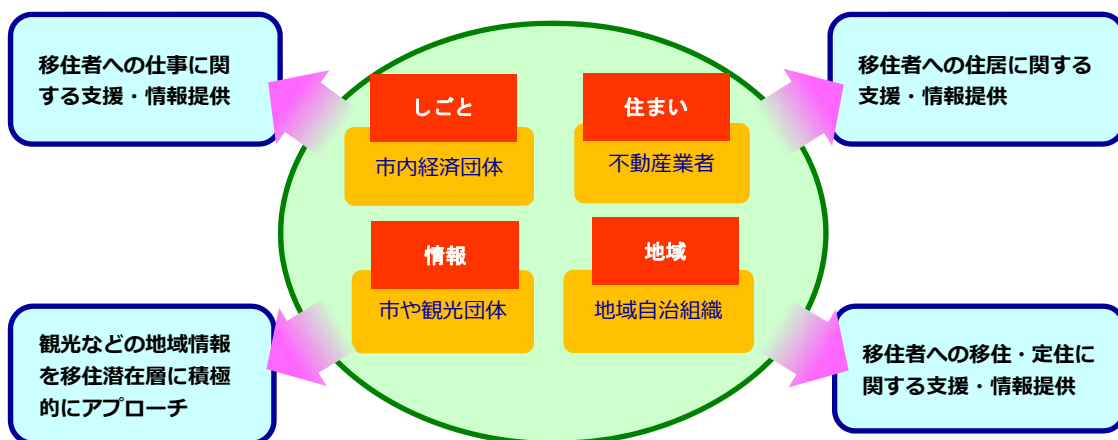 移住者への仕事に関
する支援・情報提供
移住者への住居に関する
支援・情報提供
しごと
市内経済団体
住まい
不動産業者
情報
市や観光団体
地域
地域自治組織
観光などの地域情報
を移住潜在層に積極
的にアプローチ
移住者への移住・定住に
関する支援・情報提供